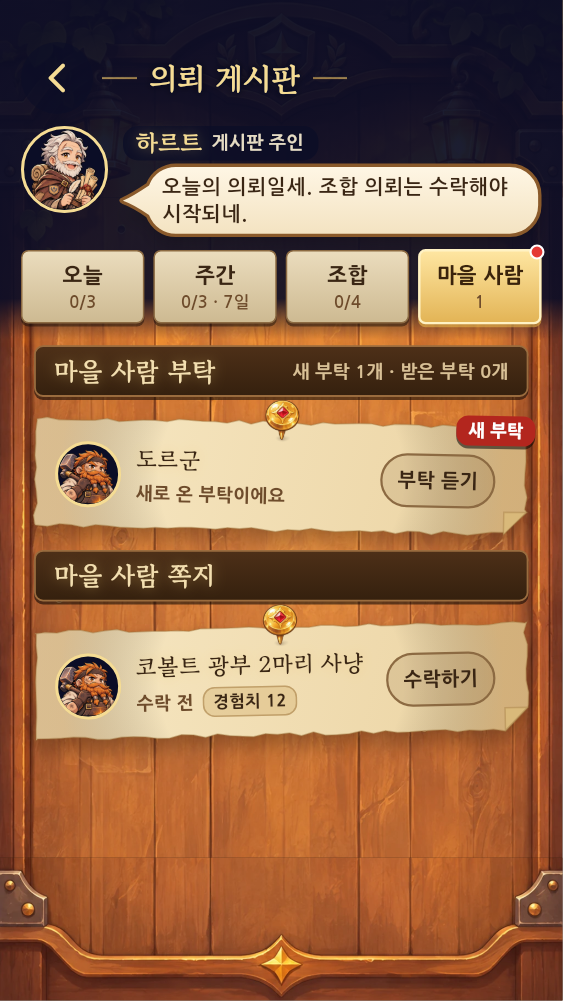 의뢰 게시판
하르트 게시판 주인
오늘의 의뢰일세. 조합 의뢰는 수락해야
시작되네.
오늘
0/3
주간
0/3 · 7일
조합
0/4
마을 사람
1
마을 사람 부탁
새 부탁 1개 · 받은 부탁 0개
새 부탁
도르군
새로 온 부탁이에요
부탁 듣기
마을 사람 쪽지
코볼트 광부 2마리 사냥
수락 전 경험치 12
수락하기